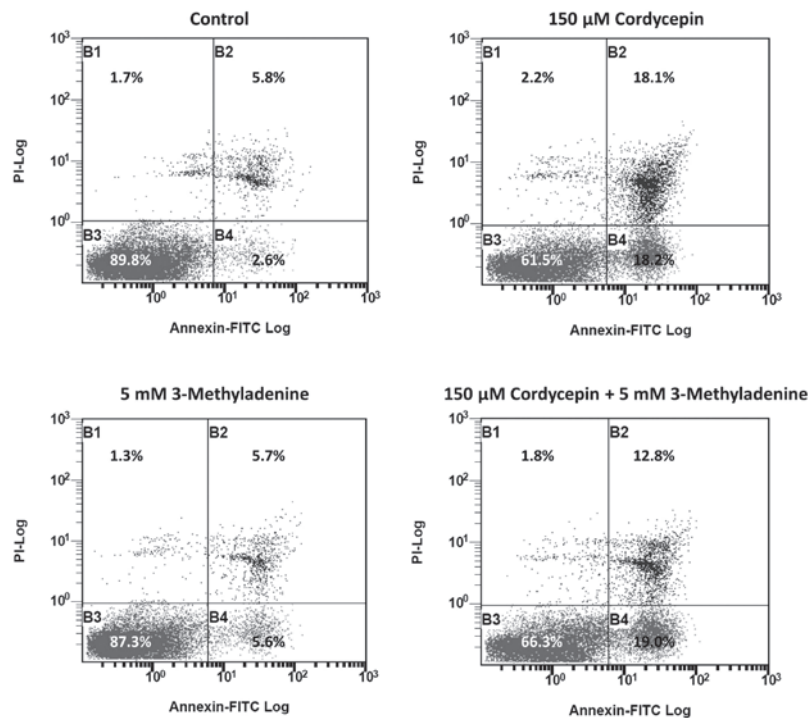 Control
10³
B1
B2
1.7%
5.8%
10²
PI-Log
10¹
10⁰
B3
B4
89.8%
2.6%
10⁰
10¹
10²
10³
Annexin-FITC Log
150 µM Cordycepin
10³
B1
B2
2.2%
18.1%
10²
PI-Log
10¹
10⁰
B3
B4
61.5%
18.2%
10⁰
10¹
10²
10³
Annexin-FITC Log
5 mM 3-Methyladenine
10³
B1
B2
1.3%
5.7%
10²
PI-Log
10¹
10⁰
B3
B4
87.3%
5.6%
10⁰
10¹
10²
10³
Annexin-FITC Log
150 µM Cordycepin + 5 mM 3-Methyladenine
10³
B1
B2
1.8%
12.8%
10²
PI-Log
10¹
10⁰
B3
B4
66.3%
19.0%
10⁰
10¹
10²
10³
Annexin-FITC Log